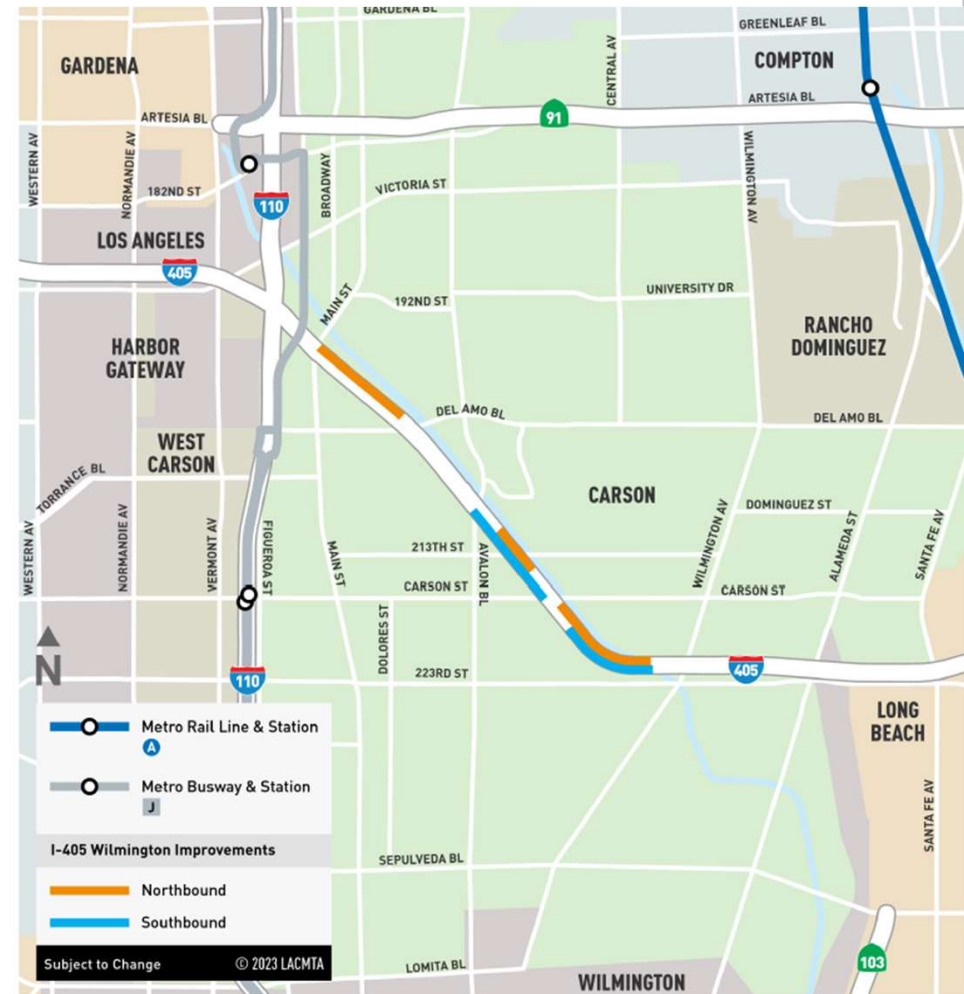 GARDENA BL
GREENLEAF BL
GARDENA
COMPTON
CENTRAL AV
ARTESIA BL
ARTESIA BL
91
WESTERN AV
NORMANDIE AV
BROADWAY
WILMINGTON AV
VICTORIA ST
182ND ST
110
LOS ANGELES
405
UNIVERSITY DR
192ND ST
MAIN ST
RANCHO
DOMINGUEZ
HARBOR
GATEWAY
DEL AMO BL
DEL AMO BL
WEST
CARSON
TORRANCE BL
CARSON
DOMINGUEZ ST
WESTERN AV
NORMANDIE AV
VERMONT AV
FIGUEROA ST
MAIN ST
213TH ST
AVALON BL
WILMINGTON AV
ALAMEDA ST
SANTA FE AV
CARSON ST
CARSON ST
DOLORES ST
N
110
223RD ST
405
LONG
BEACH
Metro Rail Line & Station
A
Metro Busway & Station
J
SANTA FE AV
I-405 Wilmington Improvements
SEPULVEDA BL
Northbound
Southbound
Subject to Change
© 2023 LACMTA
LOMITA BL
103
WILMINGTON